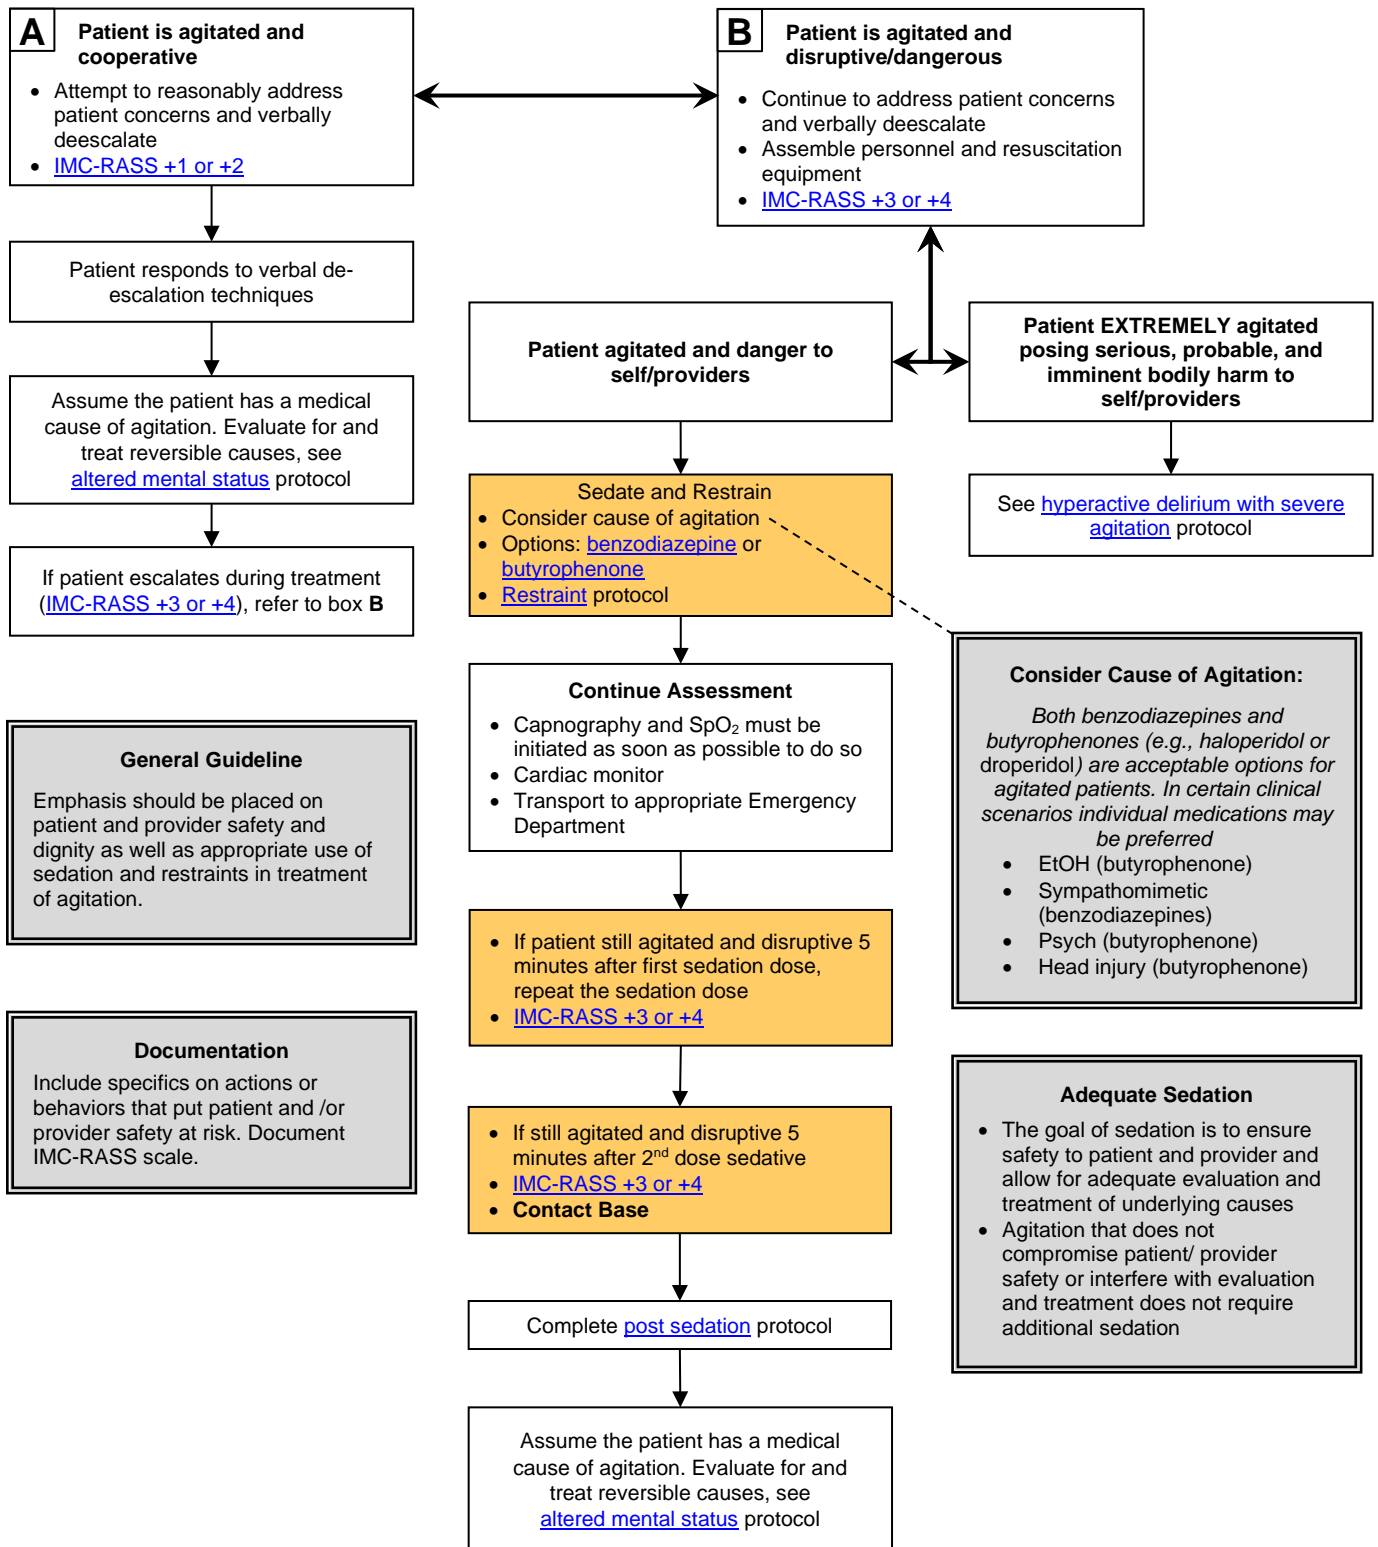 A
Patient is agitated and
cooperative
• Attempt to reasonably address
patient concerns and verbally
deescalate
• IMC-RASS +1 or +2
B
Patient is agitated and
disruptive/dangerous
• Continue to address patient concerns
and verbally deescalate
• Assemble personnel and resuscitation
equipment
• IMC-RASS +3 or +4
Patient responds to verbal de-
escalation techniques
Assume the patient has a medical
cause of agitation. Evaluate for and
treat reversible causes, see
altered mental status protocol
If patient escalates during treatment
(IMC-RASS +3 or +4), refer to box B
Patient agitated and danger to
self/providers
Patient EXTREMELY agitated
posing serious, probable, and
imminent bodily harm to
self/providers
See hyperactive delirium with severe
agitation protocol
Sedate and Restrain
• Consider cause of agitation
• Options: benzodiazepine or
butyrophenone
• Restraint protocol
Continue Assessment
• Capnography and SpO₂ must be
initiated as soon as possible to do so
• Cardiac monitor
• Transport to appropriate Emergency
Department
• If patient still agitated and disruptive 5
minutes after first sedation dose,
repeat the sedation dose
• IMC-RASS +3 or +4
• If still agitated and disruptive 5
minutes after 2nd dose sedative
• IMC-RASS +3 or +4
• Contact Base
Complete post sedation protocol
Assume the patient has a medical
cause of agitation. Evaluate for and
treat reversible causes, see
altered mental status protocol
General Guideline
Emphasis should be placed on
patient and provider safety and
dignity as well as appropriate use of
sedation and restraints in treatment
of agitation.
Documentation
Include specifics on actions or
behaviors that put patient and /or
provider safety at risk. Document
IMC-RASS scale.
Consider Cause of Agitation:
Both benzodiazepines and
butyrophenones (e.g., haloperidol or
droperidol) are acceptable options for
agitated patients. In certain clinical
scenarios individual medications may
be preferred
• EtOH (butyrophenone)
• Sympathomimetic
(benzodiazepines)
• Psych (butyrophenone)
• Head injury (butyrophenone)
Adequate Sedation
• The goal of sedation is to ensure
safety to patient and provider and
allow for adequate evaluation and
treatment of underlying causes
• Agitation that does not
compromise patient/ provider
safety or interfere with evaluation
and treatment does not require
additional sedation